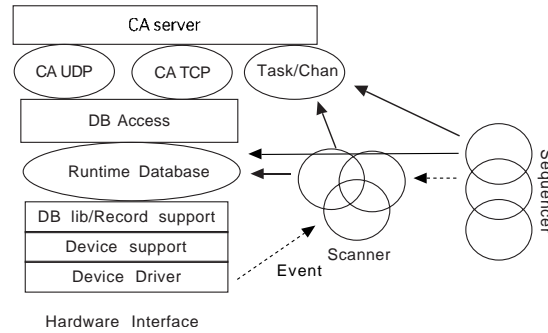 CA server
CA UDP
CA TCP
Task/Chan
DB Access
Runtime Database
DB lib/Record support
Device support
Device Driver
Event
Scanner
Sequencer
Hardware Interface